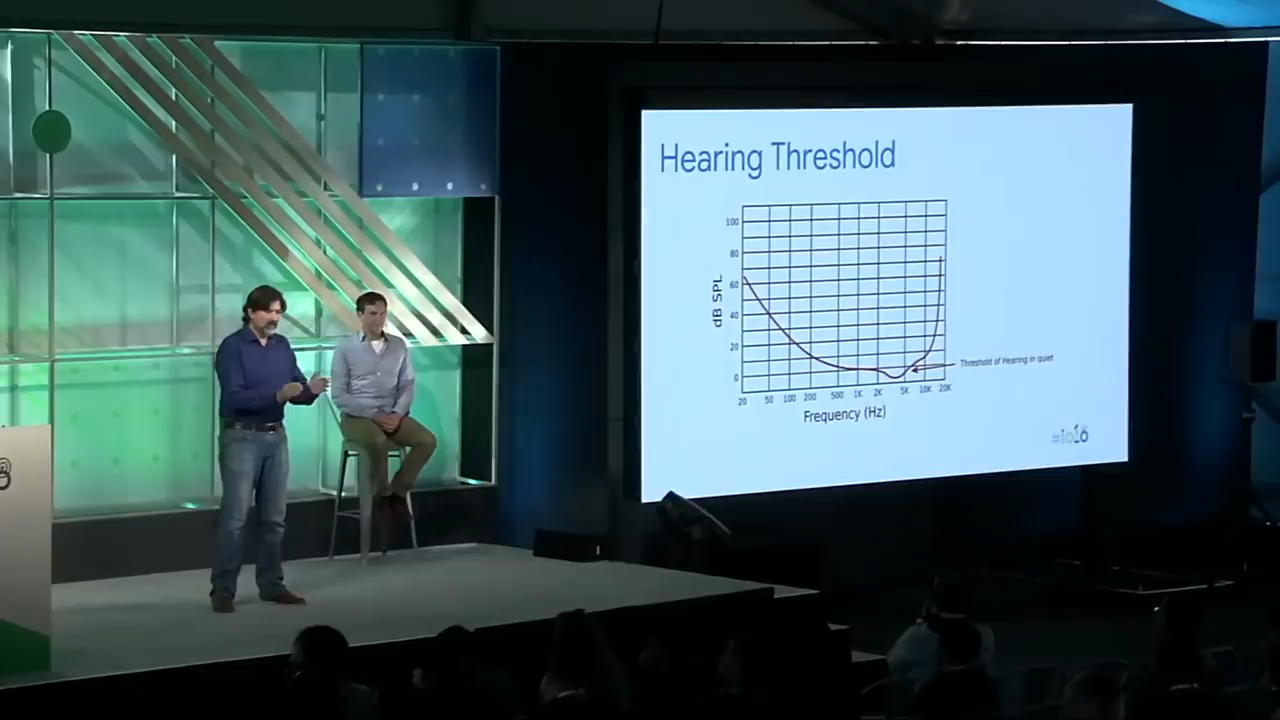 Hearing Threshold
100
80
60
40
20
0
dB SPL
20 50 100 200 500 1K 2K 5K 10K 20K
Frequency (Hz)
Threshold of Hearing in quiet
#io16